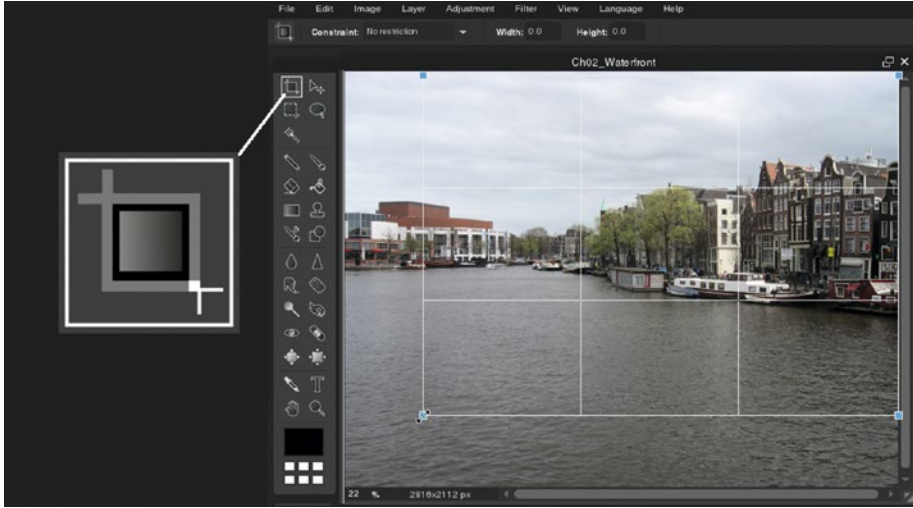 File Edit Image Layer Adjustment Filter View Language Help
Constraint: No restriction Width: 0.0 Height: 0.0
Ch02_Waterfront
22 % 2816x2112 px